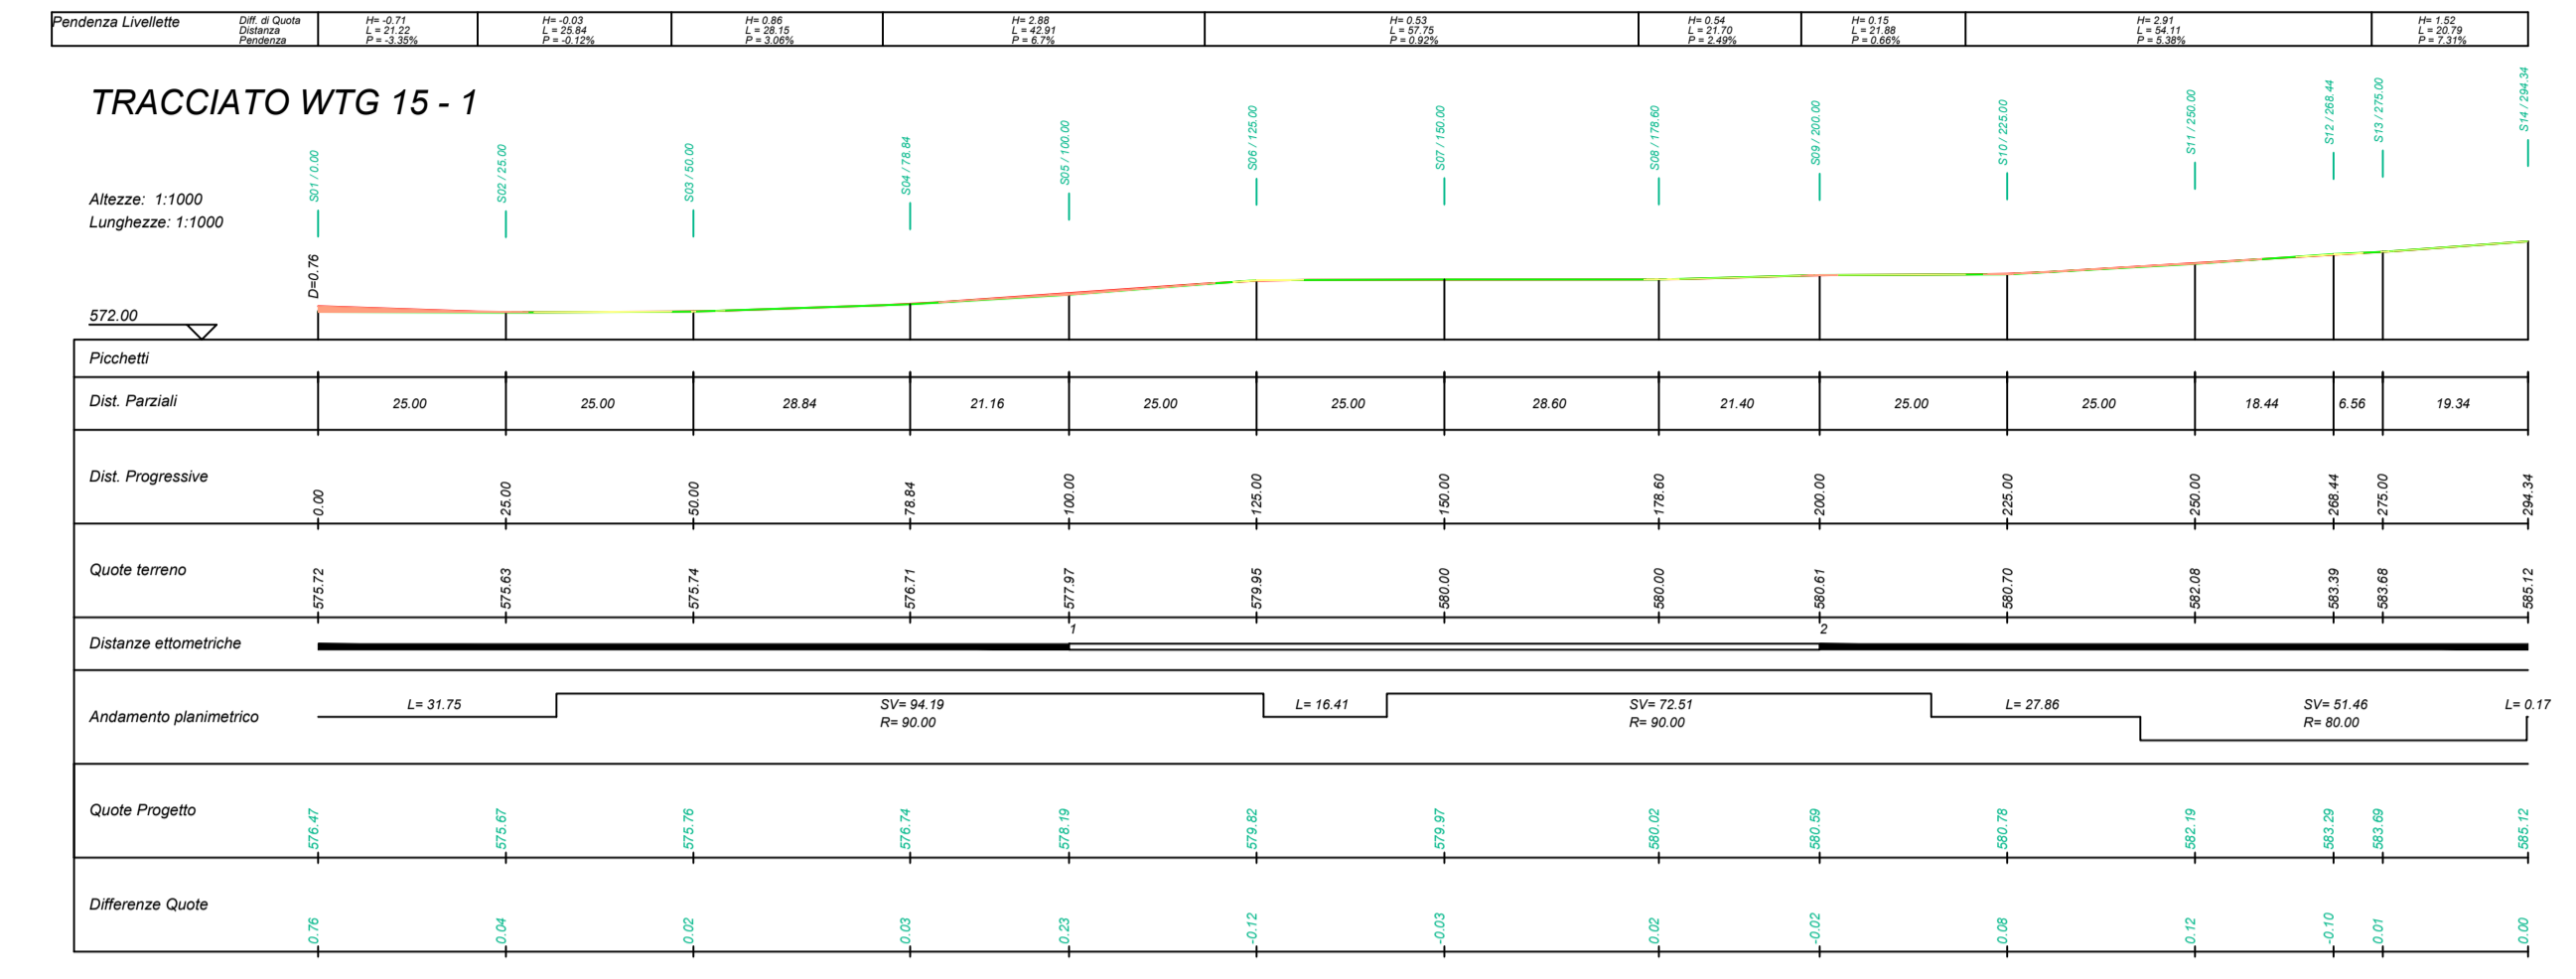 Pendenza Livellette
Diff. di Quota H= -0.71 H= -0.03 H= 0.86 H= 2.88 H= 0.53 H= 0.54 H= 0.15 H= 2.91 H= 1.52
Distanza L = 21.22 L = 25.84 L = 28.15 L = 42.91 L = 57.75 L = 21.70 L = 21.88 L = 54.11 L = 20.79
Pendenza P = -3.35% P = -0.12% P = 3.06% P = 6.7% P = 0.92% P = 2.49% P = 0.66% P = 5.38% P = 7.31%
TRACCIATO WTG 15 - 1
S01 / 0.00
S02 / 25.00
S03 / 50.00
S04 / 78.84
S05 / 100.00
S06 / 125.00
S07 / 150.00
S08 / 178.60
S09 / 200.00
S10 / 225.00
S11 / 250.00
S12 / 268.44
S13 / 275.00
S14 / 294.34
Altezze: 1:1000
Lunghezze: 1:1000
D=0.76
572.00
Picchetti
Dist. Parziali 25.00 25.00 28.84 21.16 25.00 25.00 28.60 21.40 25.00 25.00 18.44 6.56 19.34
Dist. Progressive 0.00 25.00 50.00 78.84 100.00 125.00 150.00 178.60 200.00 225.00 250.00 268.44 275.00 294.34
Quote terreno 575.72 575.63 575.74 576.71 577.97 579.95 580.00 580.00 580.61 580.70 582.08 583.39 583.68 585.12
Distanze ettometriche 1 2
Andamento planimetrico L= 31.75 SV= 94.19 L= 16.41 SV= 72.51 L= 27.86 SV= 51.46 L= 0.17
R= 90.00 R= 90.00 R= 80.00
Quote Progetto 576.47 575.67 575.76 576.74 578.19 579.82 579.97 580.02 580.59 580.78 582.19 583.29 583.69 585.12
Differenze Quote 0.76 0.04 0.02 0.03 0.23 -0.12 -0.03 0.02 -0.02 0.08 0.12 -0.10 0.01 0.00